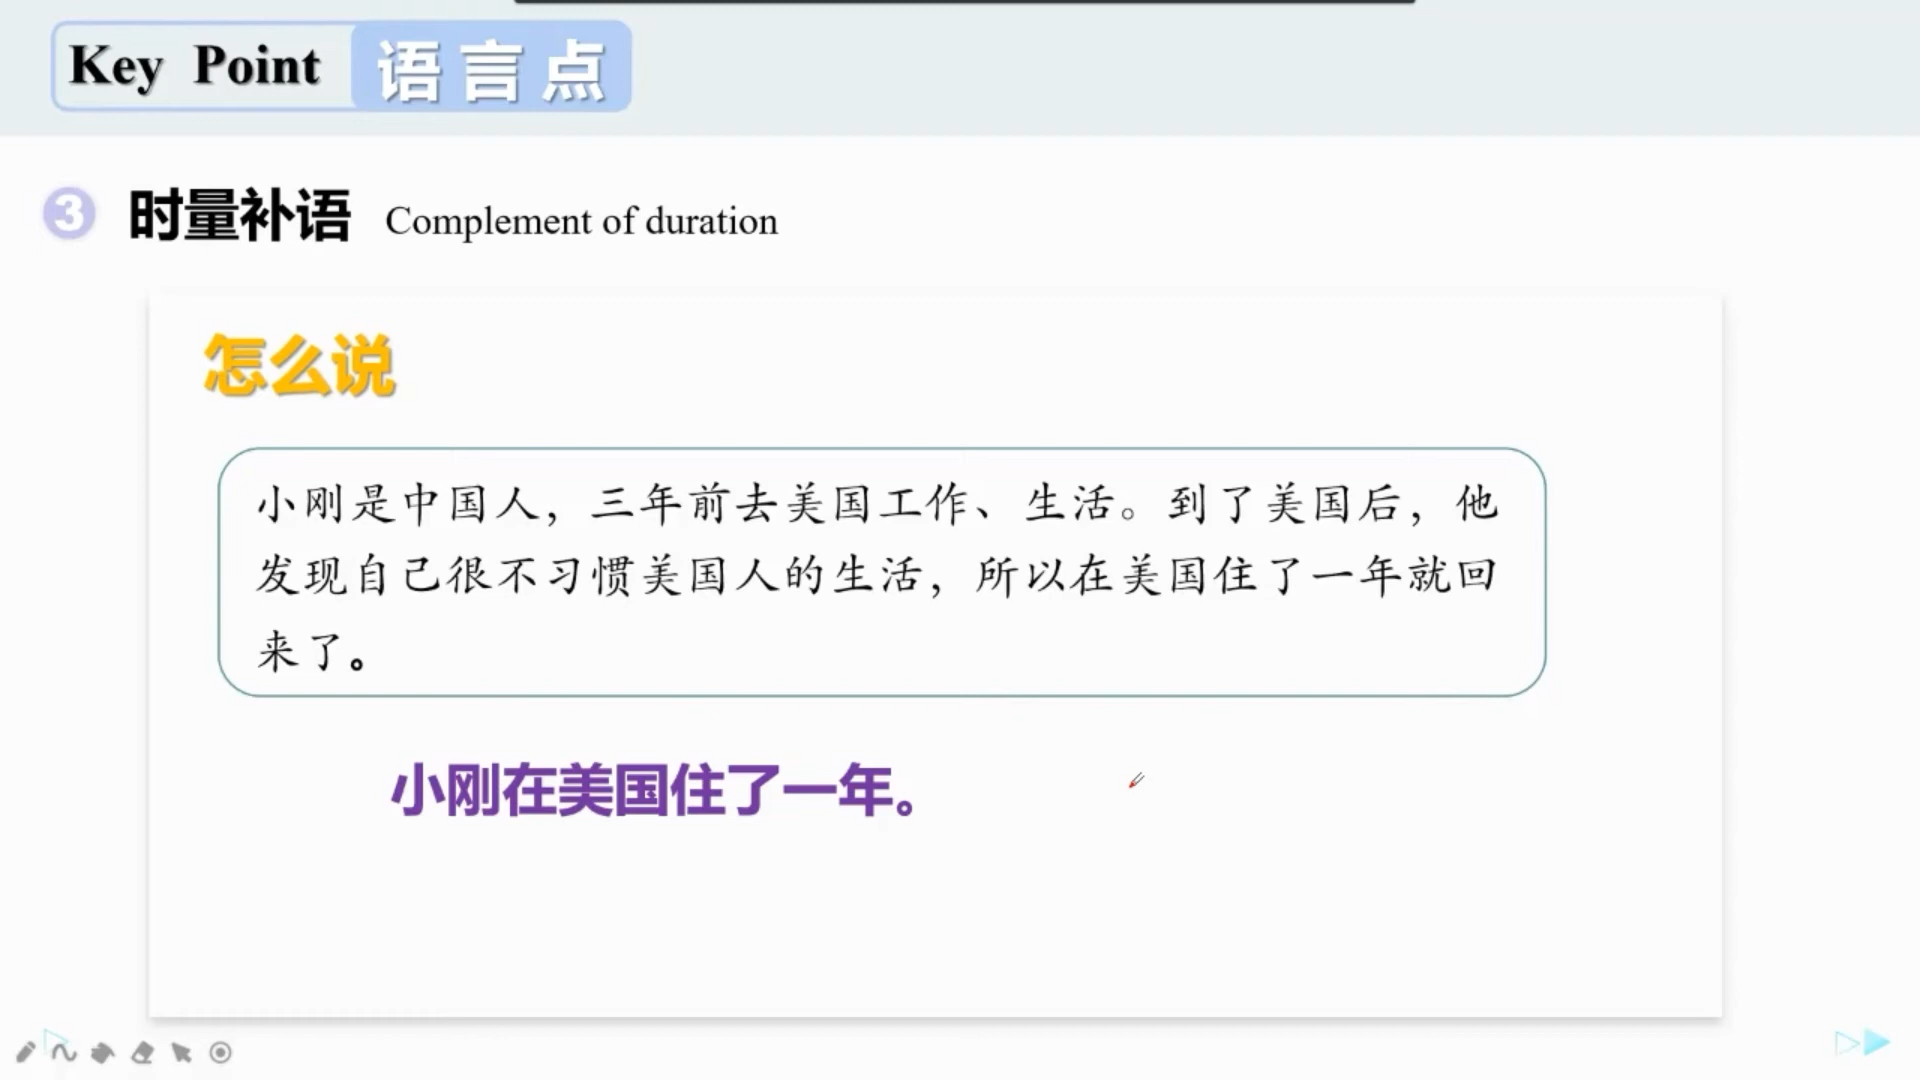 Key Point 语言点
3 时量补语 Complement of duration
怎么说
小刚是中国人，三年前去美国工作、生活。到了美国后，他
发现自己很不习惯美国人的生活，所以在美国住了一年就回
来了。
小刚在美国住了一年。